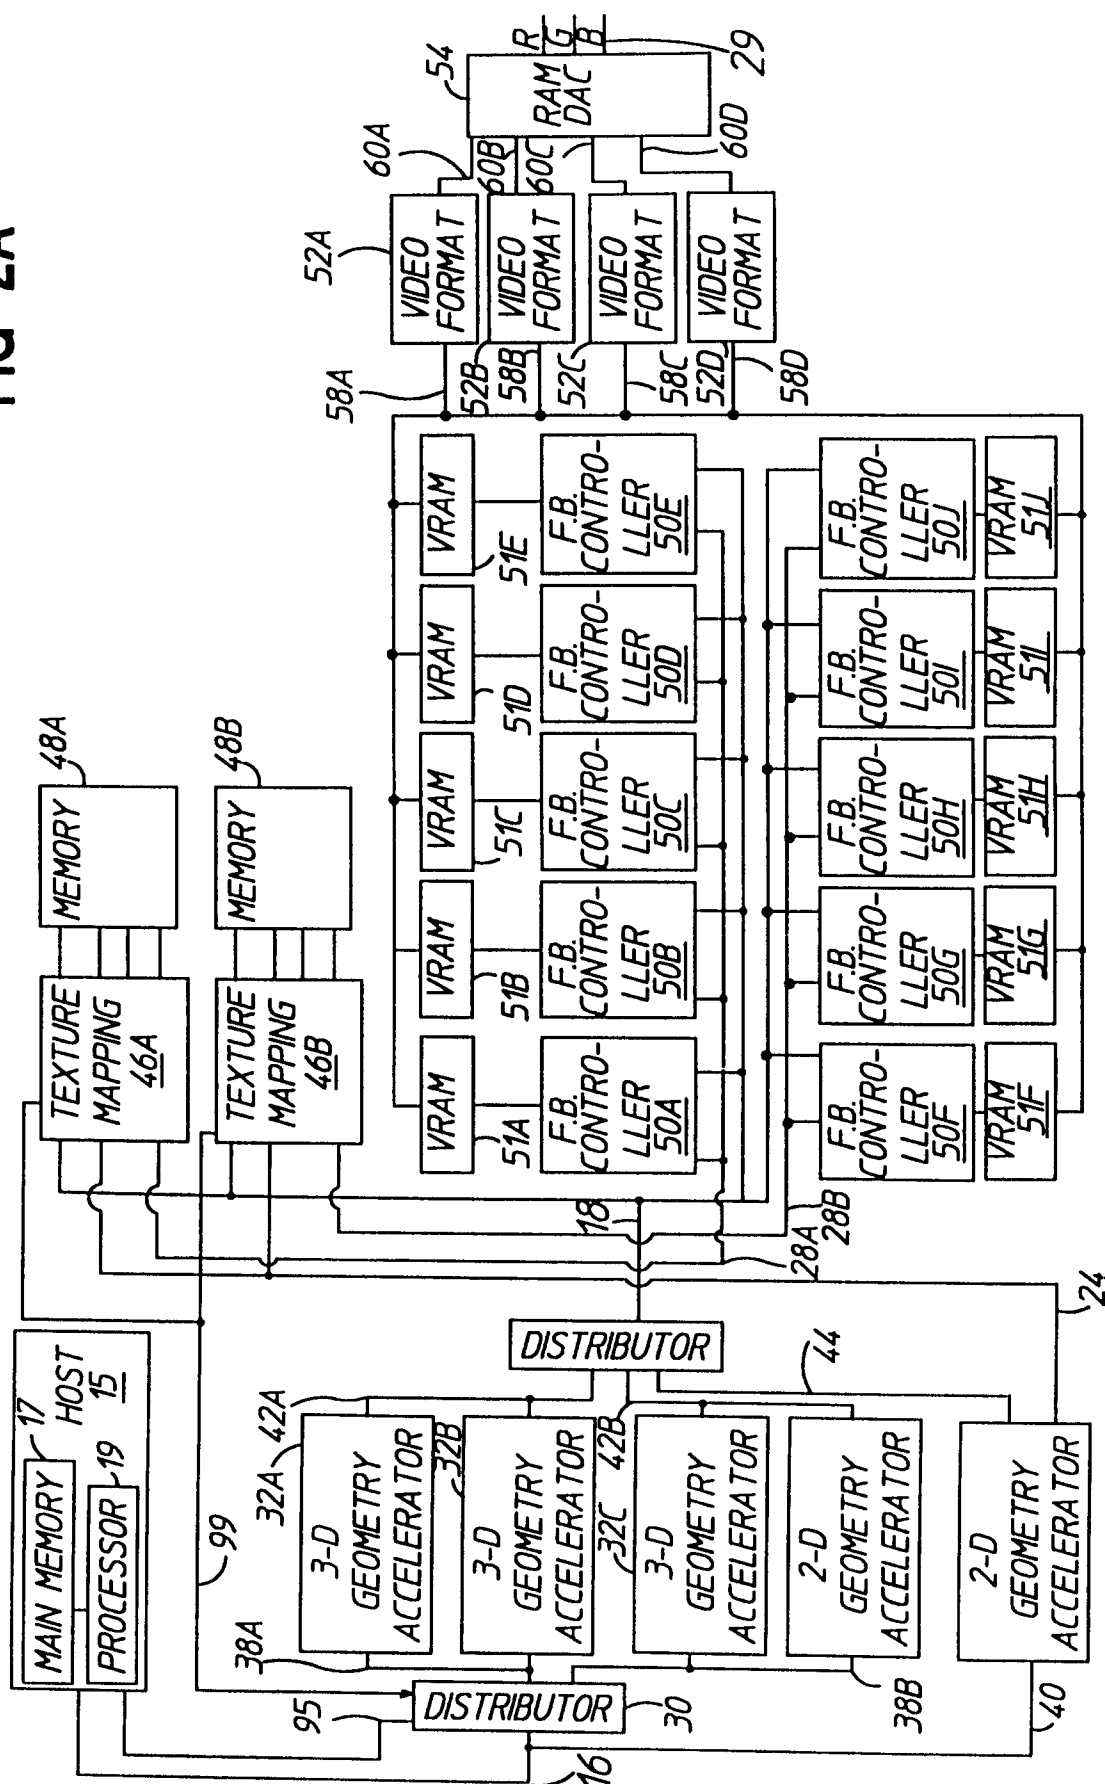 FIG 2A
MAIN MEMORY
17
HOST
15
PROCESSOR
19
99
95
16
DISTRIBUTOR
30
38A
38B
40
32A
42A
3-D
GEOMETRY
ACCELERATOR
32B
3-D
GEOMETRY
ACCELERATOR
42B
32C
3-D
GEOMETRY
ACCELERATOR
2-D
GEOMETRY
ACCELERATOR
2-D
GEOMETRY
ACCELERATOR
44
24
DISTRIBUTOR
18
28A
28B
TEXTURE
MAPPING
46A
MEMORY
48A
TEXTURE
MAPPING
46B
MEMORY
48B
VRAM
51A
VRAM
51B
VRAM
51C
VRAM
51D
VRAM
51E
F.B.
CONTRO-
LLER
50A
F.B.
CONTRO-
LLER
50B
F.B.
CONTRO-
LLER
50C
F.B.
CONTRO-
LLER
50D
F.B.
CONTRO-
LLER
50E
F.B.
CONTRO-
LLER
50F
F.B.
CONTRO-
LLER
50G
F.B.
CONTRO-
LLER
50H
F.B.
CONTRO-
LLER
50I
F.B.
CONTRO-
LLER
50J
VRAM
51F
VRAM
51G
VRAM
51H
VRAM
51I
VRAM
51J
58A
52A
VIDEO
FORMAT
60A
52B
58B
VIDEO
FORMAT
60B
52C
58C
VIDEO
FORMAT
60C
52D
58D
VIDEO
FORMAT
60D
54
RAM
DAC
R
G
B
29